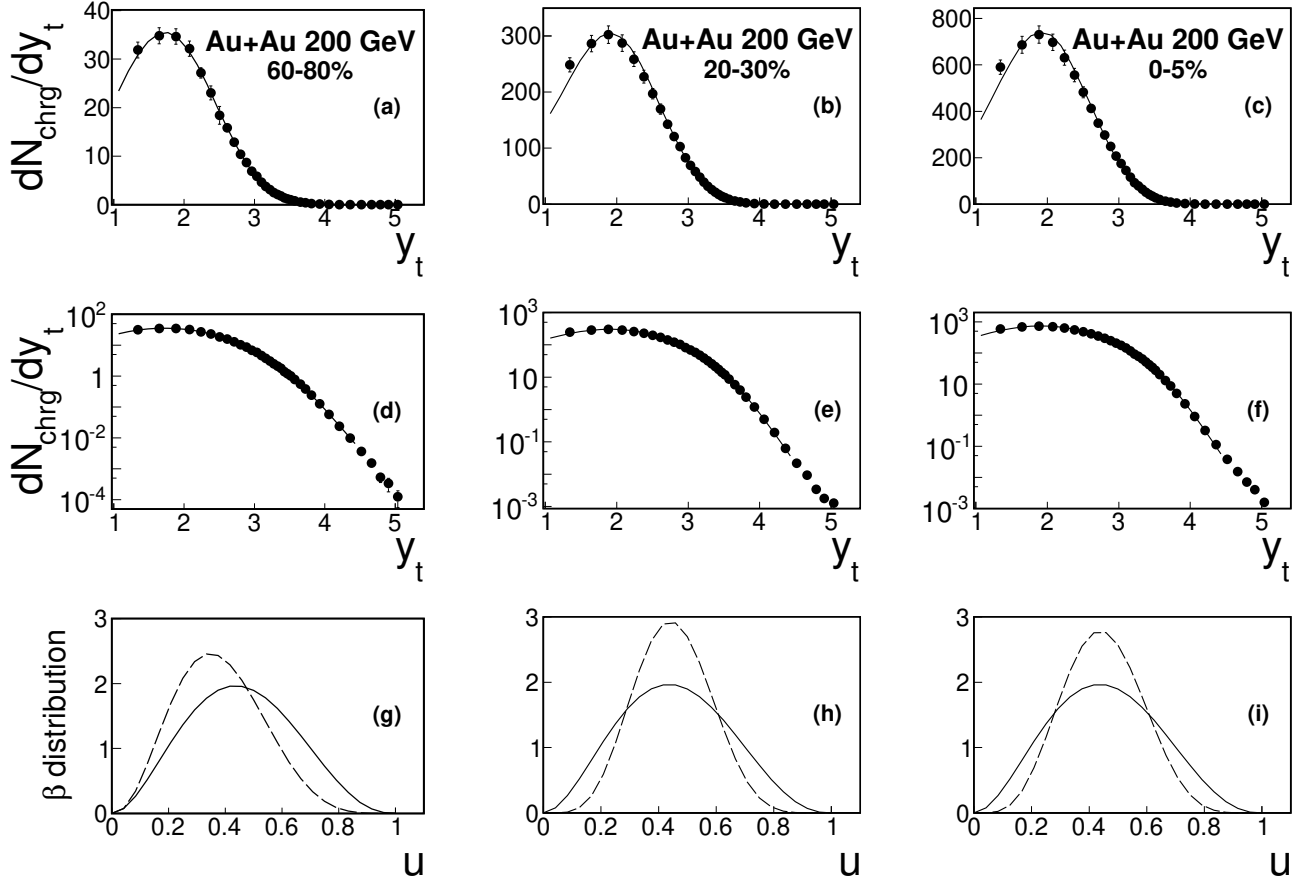 dN_chrg/dy_t
40
30
20
10
0
Au+Au 200 GeV
60-80%
(a)
1 2 3 4 5
y_t
300
200
100
0
Au+Au 200 GeV
20-30%
(b)
1 2 3 4 5
y_t
800
600
400
200
0
Au+Au 200 GeV
0-5%
(c)
1 2 3 4 5
y_t
dN_chrg/dy_t
10^2
1
10^-2
10^-4
(d)
1 2 3 4 5
y_t
10^3
10
10^-1
10^-3
(e)
1 2 3 4 5
y_t
10^3
10
10^-1
10^-3
(f)
1 2 3 4 5
y_t
β distribution
3
2
1
0
(g)
0 0.2 0.4 0.6 0.8 1
u
3
2
1
0
(h)
0 0.2 0.4 0.6 0.8 1
u
3
2
1
0
(i)
0 0.2 0.4 0.6 0.8 1
u